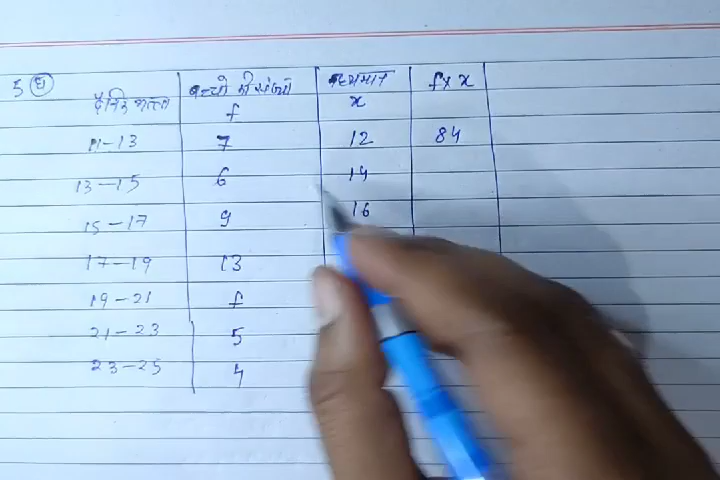 5 घ
दैनिक भत्ता बच्चों की संख्या f x x
f x
11-13 7 12 84
13-15 6 14
15-17 9 16
17-19 13
19-21 f
21-23 5
23-25 4